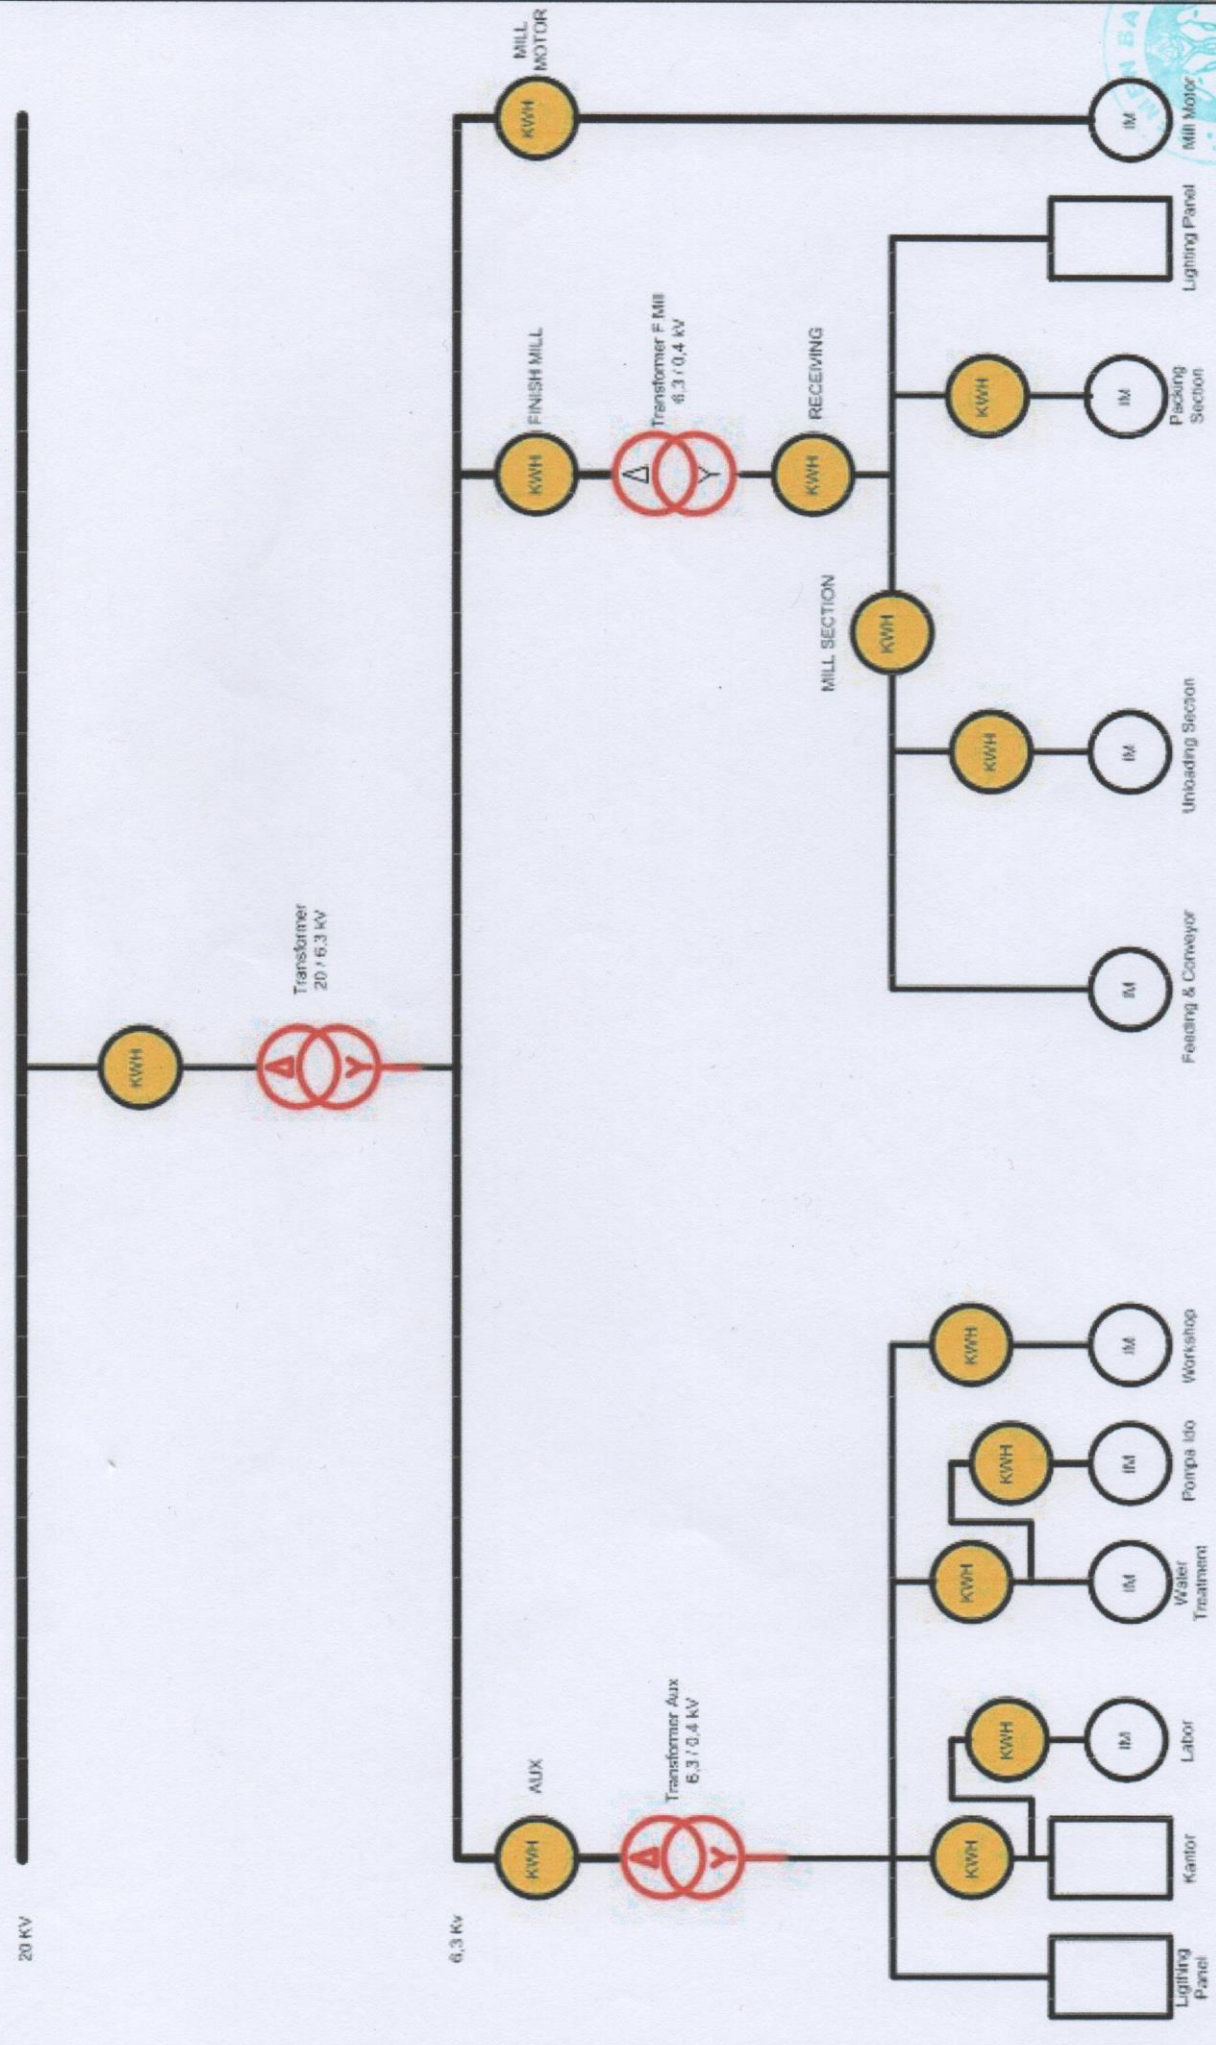 20 KV
KWH
Δ
Y
Transformer
20 / 6.3 kV
6,3 Kv
KWH
AUX
KWH
FINISH MILL
KWH
MILL
MOTOR
Δ
Y
Transformer Aux
6,3 / 0,4 kV
Δ
Y
Transformer F.Mill
6,3 / 0,4 kV
KWH
RECEIVING
MILL SECTION
KWH
KWH
KWH
KWH
KWH
KWH
KWH
KWH
IM
IM
IM
IM
IM
IM
IM
IM
Ligthing
Panel
Kantor
Labor
Water
Treatment
Pompa Ido
Workshop
Feeding & Conveyor
Unloading Section
Packing
Section
Lighting Panel
Mill Motor